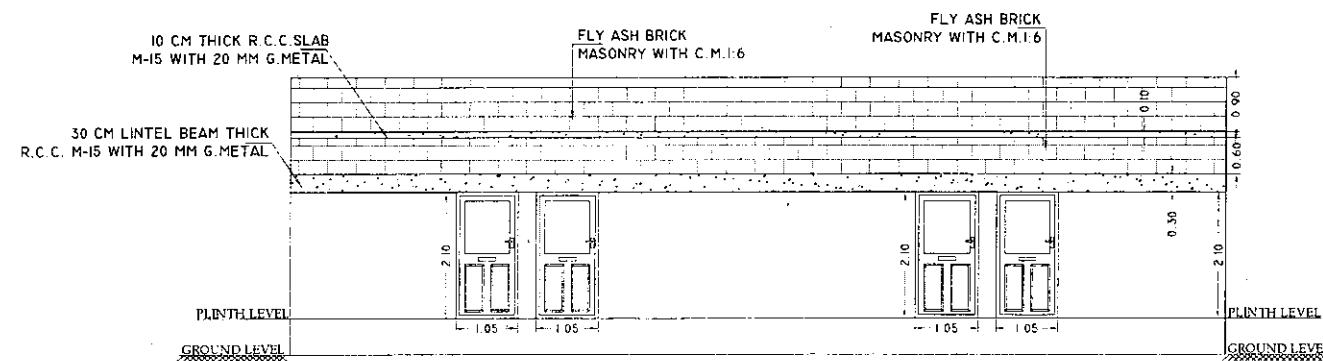 10 CM THICK R.C.C.SLAB
M-15 WITH 20 MM G.METAL
FLY ASH BRICK
MASONRY WITH C.M.1:6
FLY ASH BRICK
MASONRY WITH C.M.1:6
30 CM LINTEL BEAM THICK
R.C.C. M-15 WITH 20 MM G.METAL
0.10
0.90
0.60
0.30
2.10
2.10
2.10
1.05
1.05
1.05
1.05
PLINTH LEVEL
PLINTH LEVEL
GROUND LEVEL
GROUND LEVE